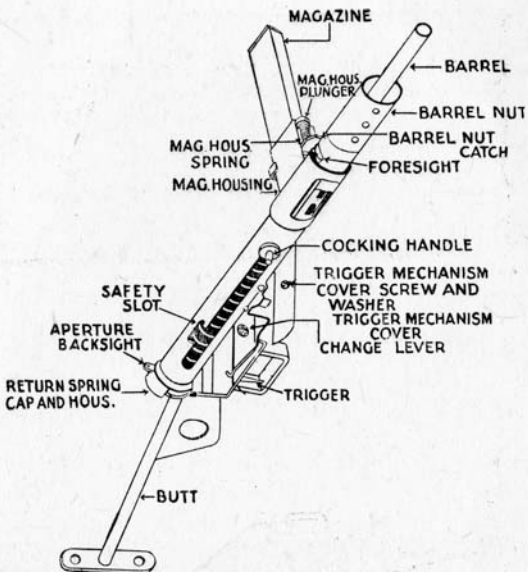 MAGAZINE
MAG.HOUS.
PLUNGER
BARREL
BARREL NUT
BARREL NUT
CATCH
MAG.HOUS
SPRING
FORESIGHT
MAG.HOUSING
COCKING HANDLE
TRIGGER MECHANISM
COVER SCREW AND
WASHER
TRIGGER MECHANISM
COVER
CHANGE LEVER
SAFETY
SLOT
APERTURE
BACKSIGHT
RETURN SPRING
CAP AND HOUS.
TRIGGER
BUTT